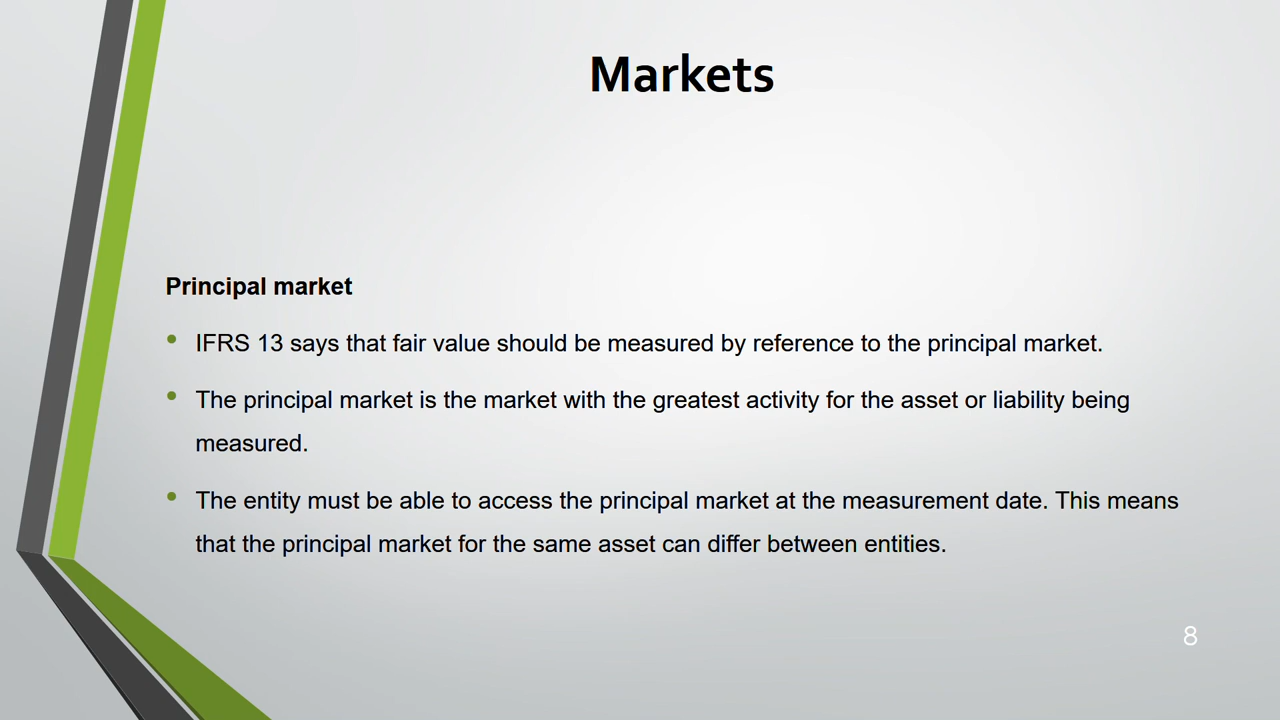 Markets
Principal market
• IFRS 13 says that fair value should be measured by reference to the principal market.
• The principal market is the market with the greatest activity for the asset or liability being
measured.
• The entity must be able to access the principal market at the measurement date. This means
that the principal market for the same asset can differ between entities.
8